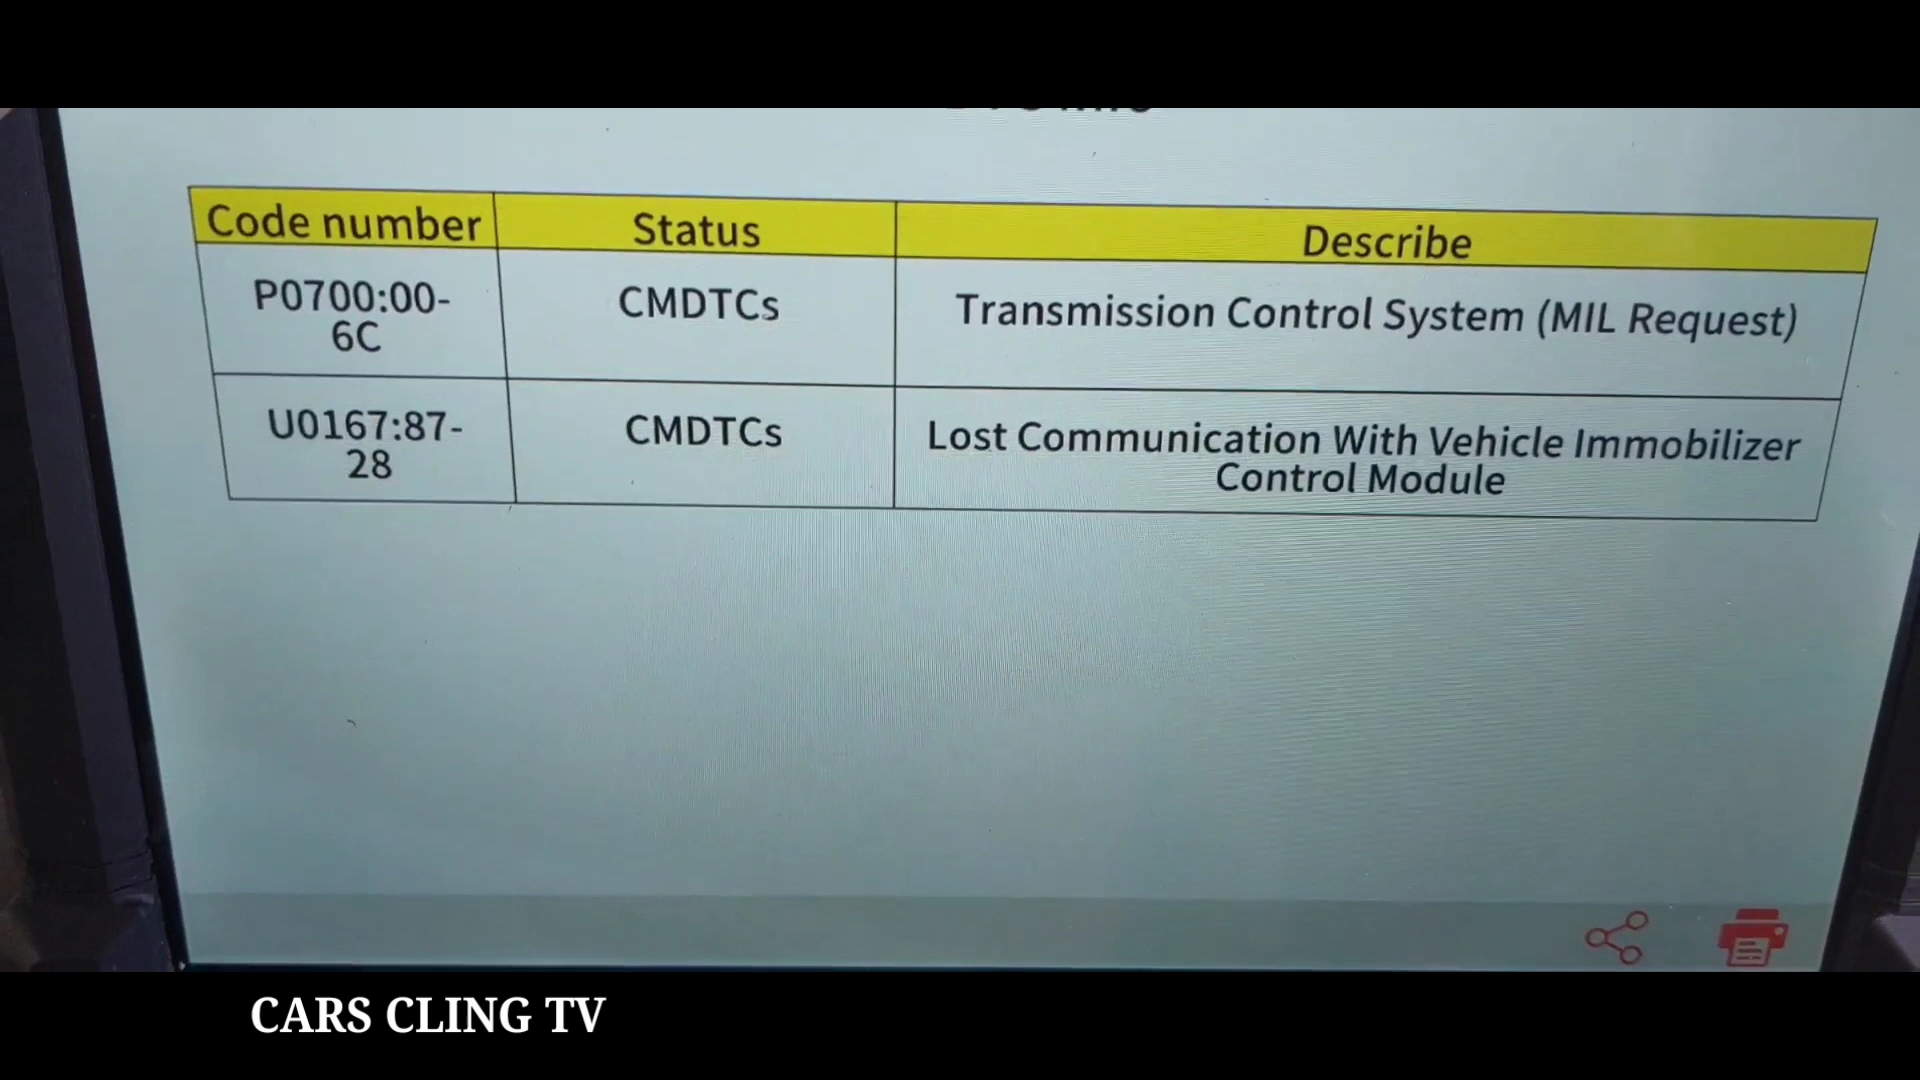 Code number Status Describe
P0700:00-
6C
CMDTCs
Transmission Control System (MIL Request)
U0167:87-
28
CMDTCs
Lost Communication With Vehicle Immobilizer
Control Module
CARS CLING TV